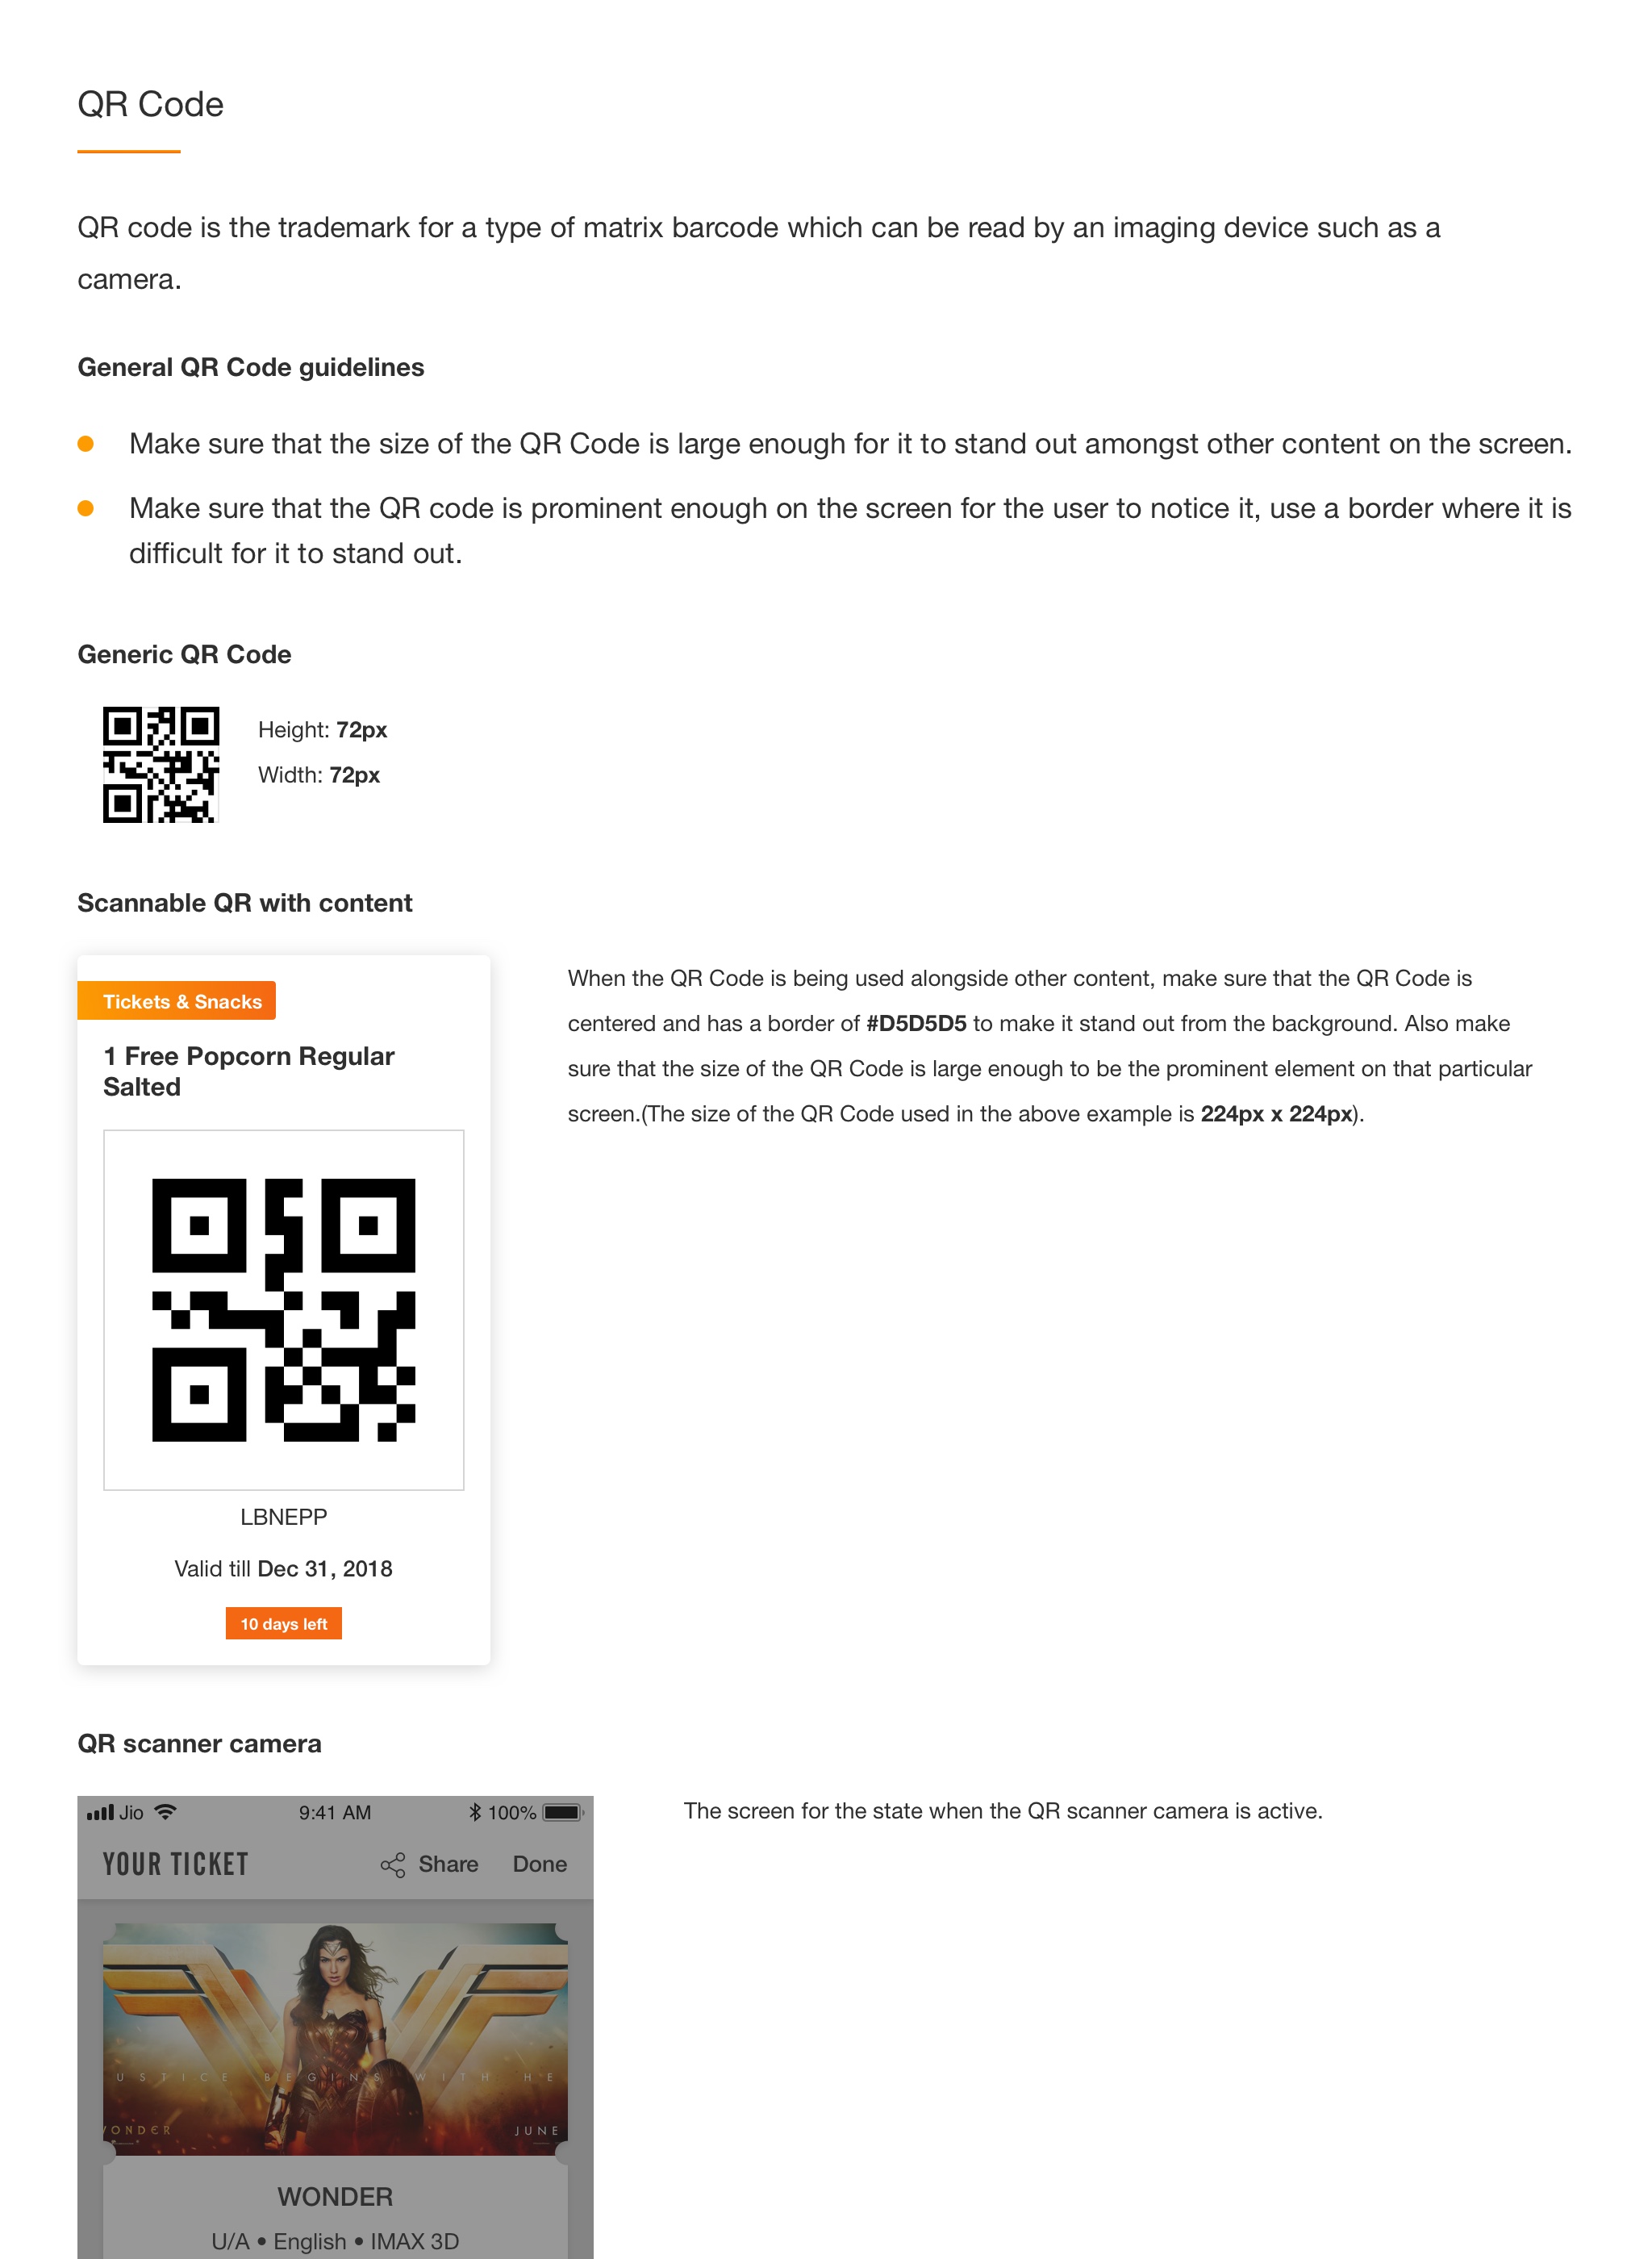 QR Code
QR code is the trademark for a type of matrix barcode which can be read by an imaging device such as a
camera.
General QR Code guidelines
Make sure that the size of the QR Code is large enough for it to stand out amongst other content on the screen.
Make sure that the QR code is prominent enough on the screen for the user to notice it, use a border where it is
difficult for it to stand out.
Generic QR Code
Height: 72px
Width: 72px
Scannable QR with content
Tickets & Snacks
1 Free Popcorn Regular
Salted
LBNEPP
Valid till Dec 31, 2018
10 days left
When the QR Code is being used alongside other content, make sure that the QR Code is
centered and has a border of #D5D5D5 to make it stand out from the background. Also make
sure that the size of the QR Code is large enough to be the prominent element on that particular
screen.(The size of the QR Code used in the above example is 224px x 224px).
QR scanner camera
Jio 9:41 AM 100%
YOUR TICKET Share Done
USTICE BEGINS WITH HE
WONDER JUNE
WONDER
U/A • English • IMAX 3D
The screen for the state when the QR scanner camera is active.